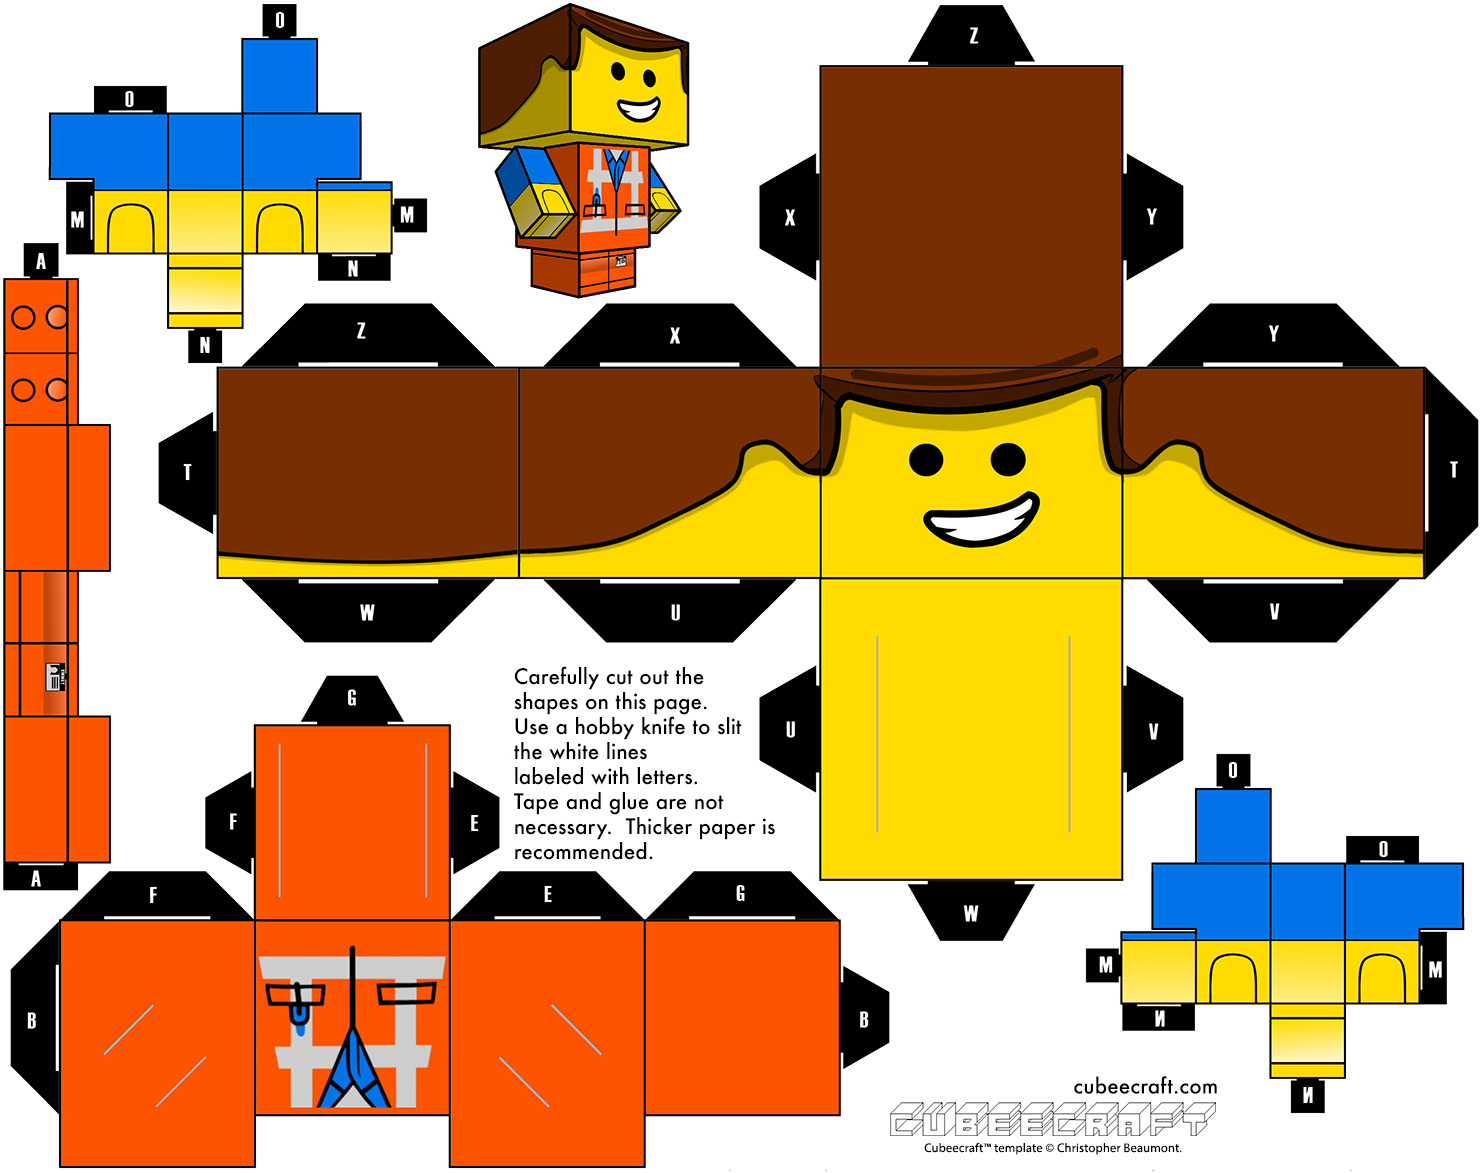 O
Z
O
M
M
X
Y
N
A
N
Z
X
Y
T
T
W
U
V
Carefully cut out the
shapes on this page.
Use a hobby knife to slit
the white lines
labeled with letters.
Tape and glue are not
necessary. Thicker paper is
recommended.
G
U
V
F
E
O
O
A
F
E
G
W
M
M
B
B
N
N
cubeecraft.com
CUBEECRAFT
Cubeecraft™ template © Christopher Beaumont.